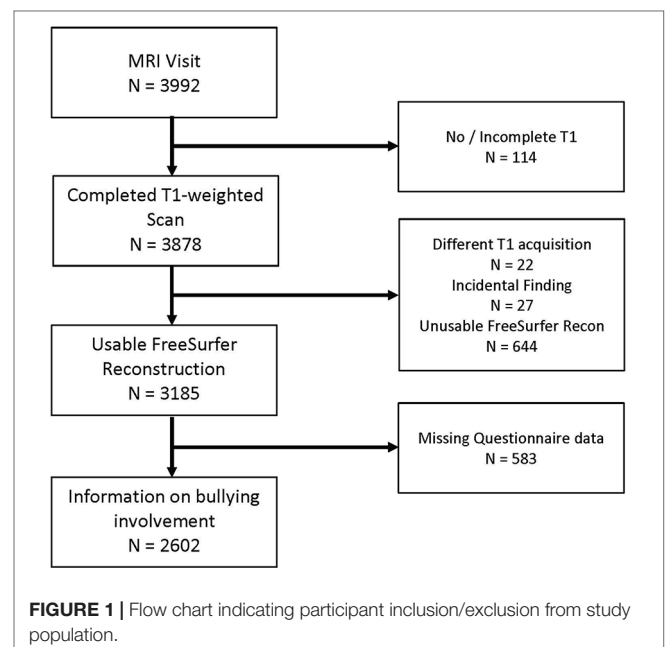 MRI Visit
N = 3992
No / Incomplete T1
N = 114
Completed T1-weighted
Scan
N = 3878
Different T1 acquisition
N = 22
Incidental Finding
N = 27
Unusable FreeSurfer Recon
N = 644
Usable FreeSurfer
Reconstruction
N = 3185
Missing Questionnaire data
N = 583
Information on bullying
involvement
N = 2602
FIGURE 1 | Flow chart indicating participant inclusion/exclusion from study
population.